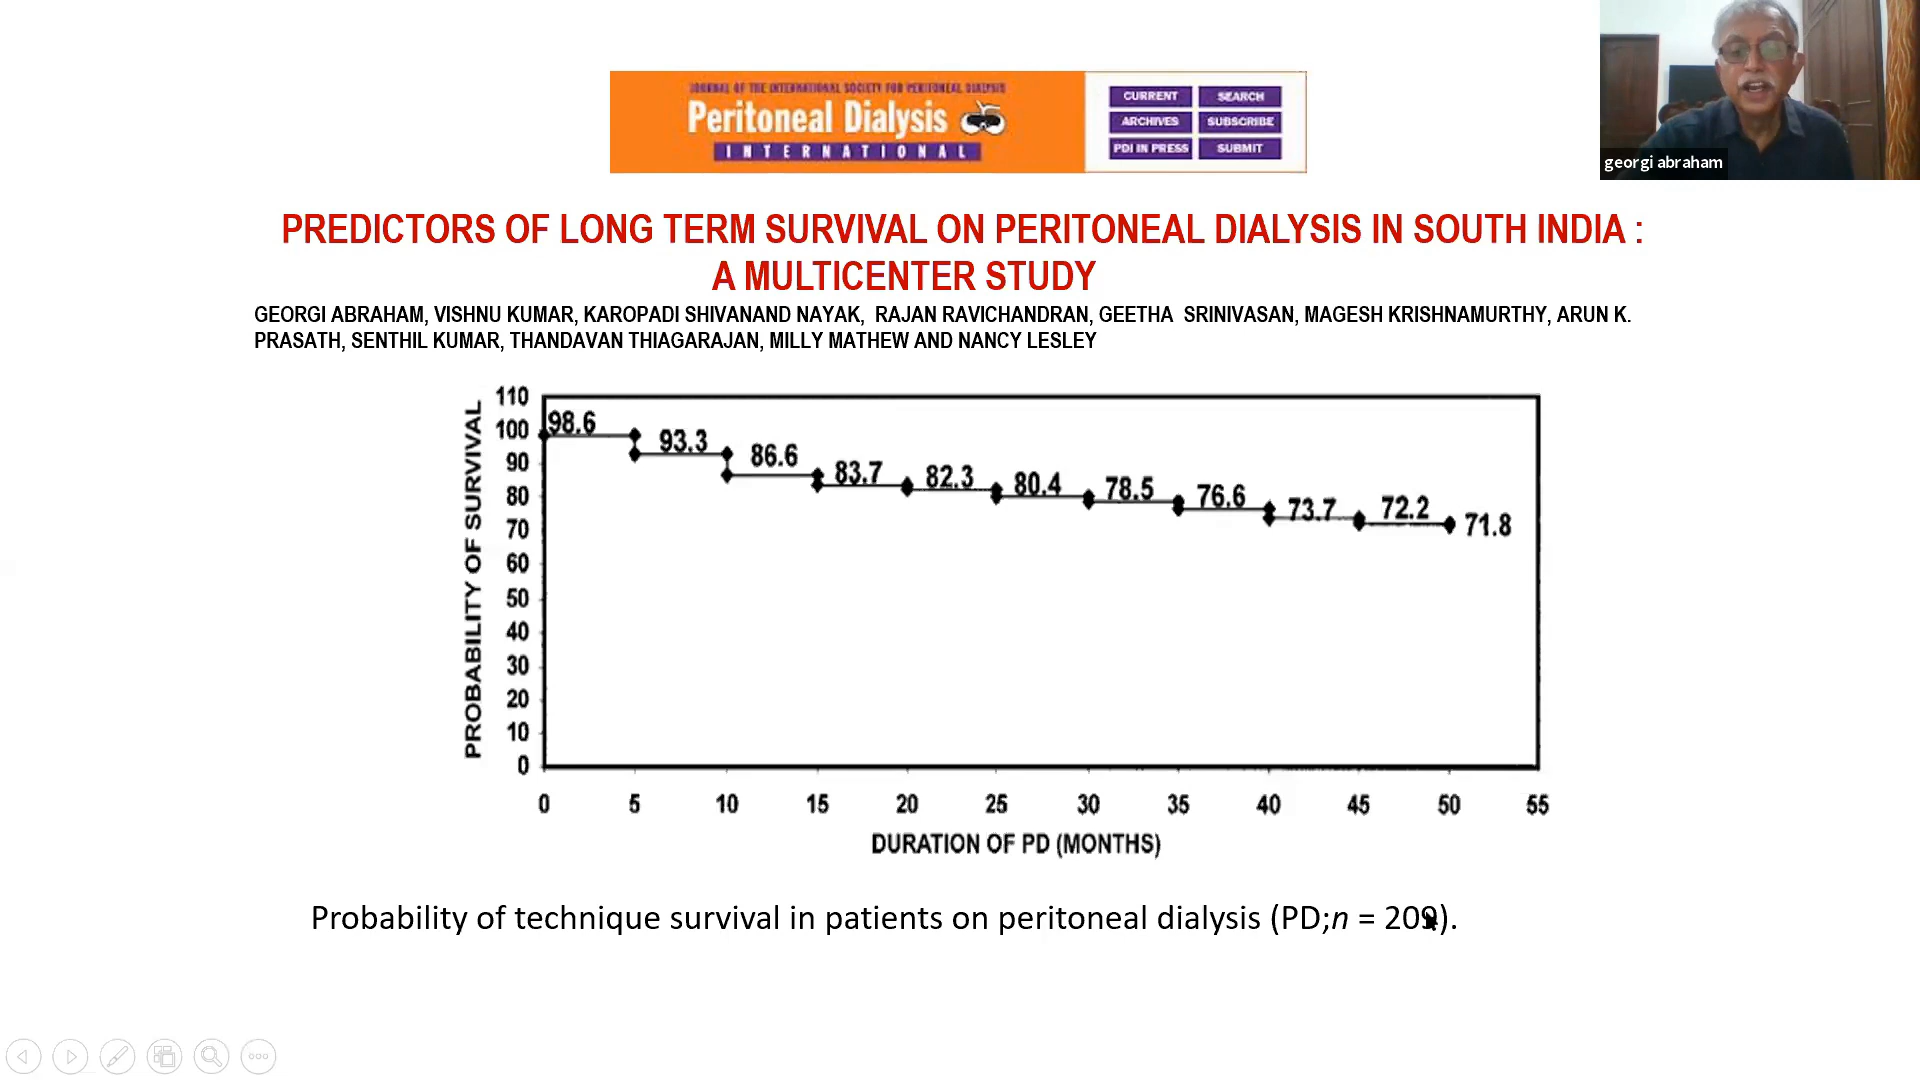 georgi abraham
JOURNAL OF THE INTERNATIONAL SOCIETY FOR PERITONEAL DIALYSIS
Peritoneal Dialysis
INTERNATIONAL
CURRENT SEARCH
ARCHIVES SUBSCRIBE
PDI IN PRESS SUBMIT
PREDICTORS OF LONG TERM SURVIVAL ON PERITONEAL DIALYSIS IN SOUTH INDIA :
A MULTICENTER STUDY
GEORGI ABRAHAM, VISHNU KUMAR, KAROPADI SHIVANAND NAYAK, RAJAN RAVICHANDRAN, GEETHA SRINIVASAN, MAGESH KRISHNAMURTHY, ARUN K.
PRASATH, SENTHIL KUMAR, THANDAVAN THIAGARAJAN, MILLY MATHEW AND NANCY LESLEY
PROBABILITY OF SURVIVAL
110
100
90
80
70
60
50
40
30
20
10
0
98.6
93.3
86.6
83.7
82.3
80.4
78.5
76.6
73.7
72.2
71.8
0 5 10 15 20 25 30 35 40 45 50 55
DURATION OF PD (MONTHS)
Probability of technique survival in patients on peritoneal dialysis (PD;n = 209).